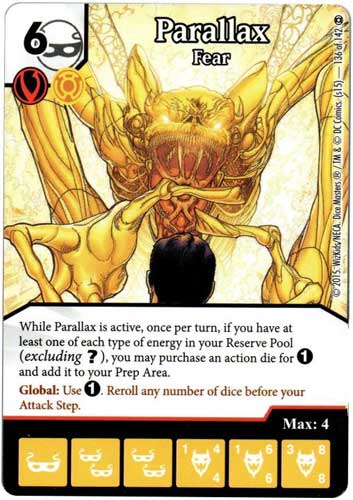 6
Parallax
Fear
© 2015 WizKids/NECA. Dice Masters ® / TM & © DC Comics. (s15) — 136 of 142
While Parallax is active, once per turn, if you have at
least one of each type of energy in your Reserve Pool
(excluding ?), you may purchase an action die for 1
and add it to your Prep Area.
Global: Use 1. Reroll any number of dice before your
Attack Step.
Max: 4
1 4 4
1 6 6
3 8 8